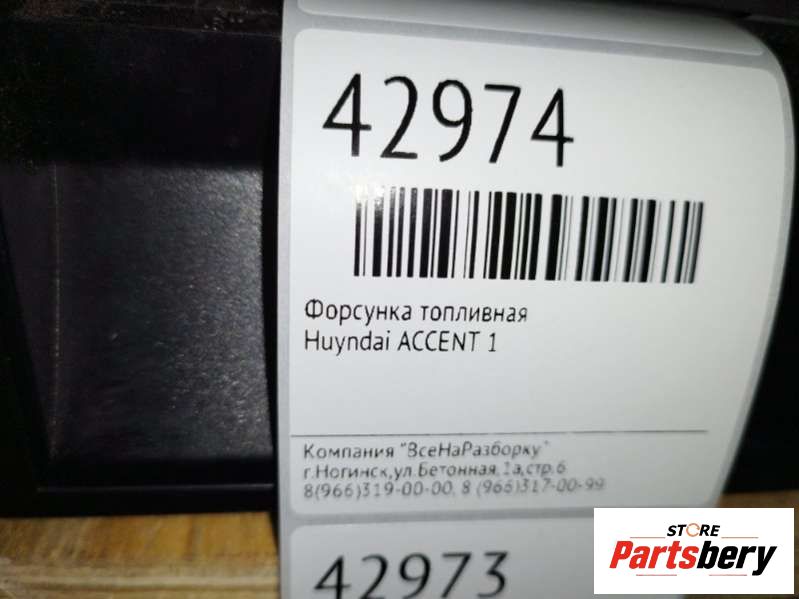 42974
Форсунка топливная
Huyndai ACCENT 1
Компания "ВсеНаРазборку"
г.Ногинск,ул.Бетонная,1а,стр.6
8(966)319-00-00, 8 (966)317-00-99
42973
STORE
Partsbery